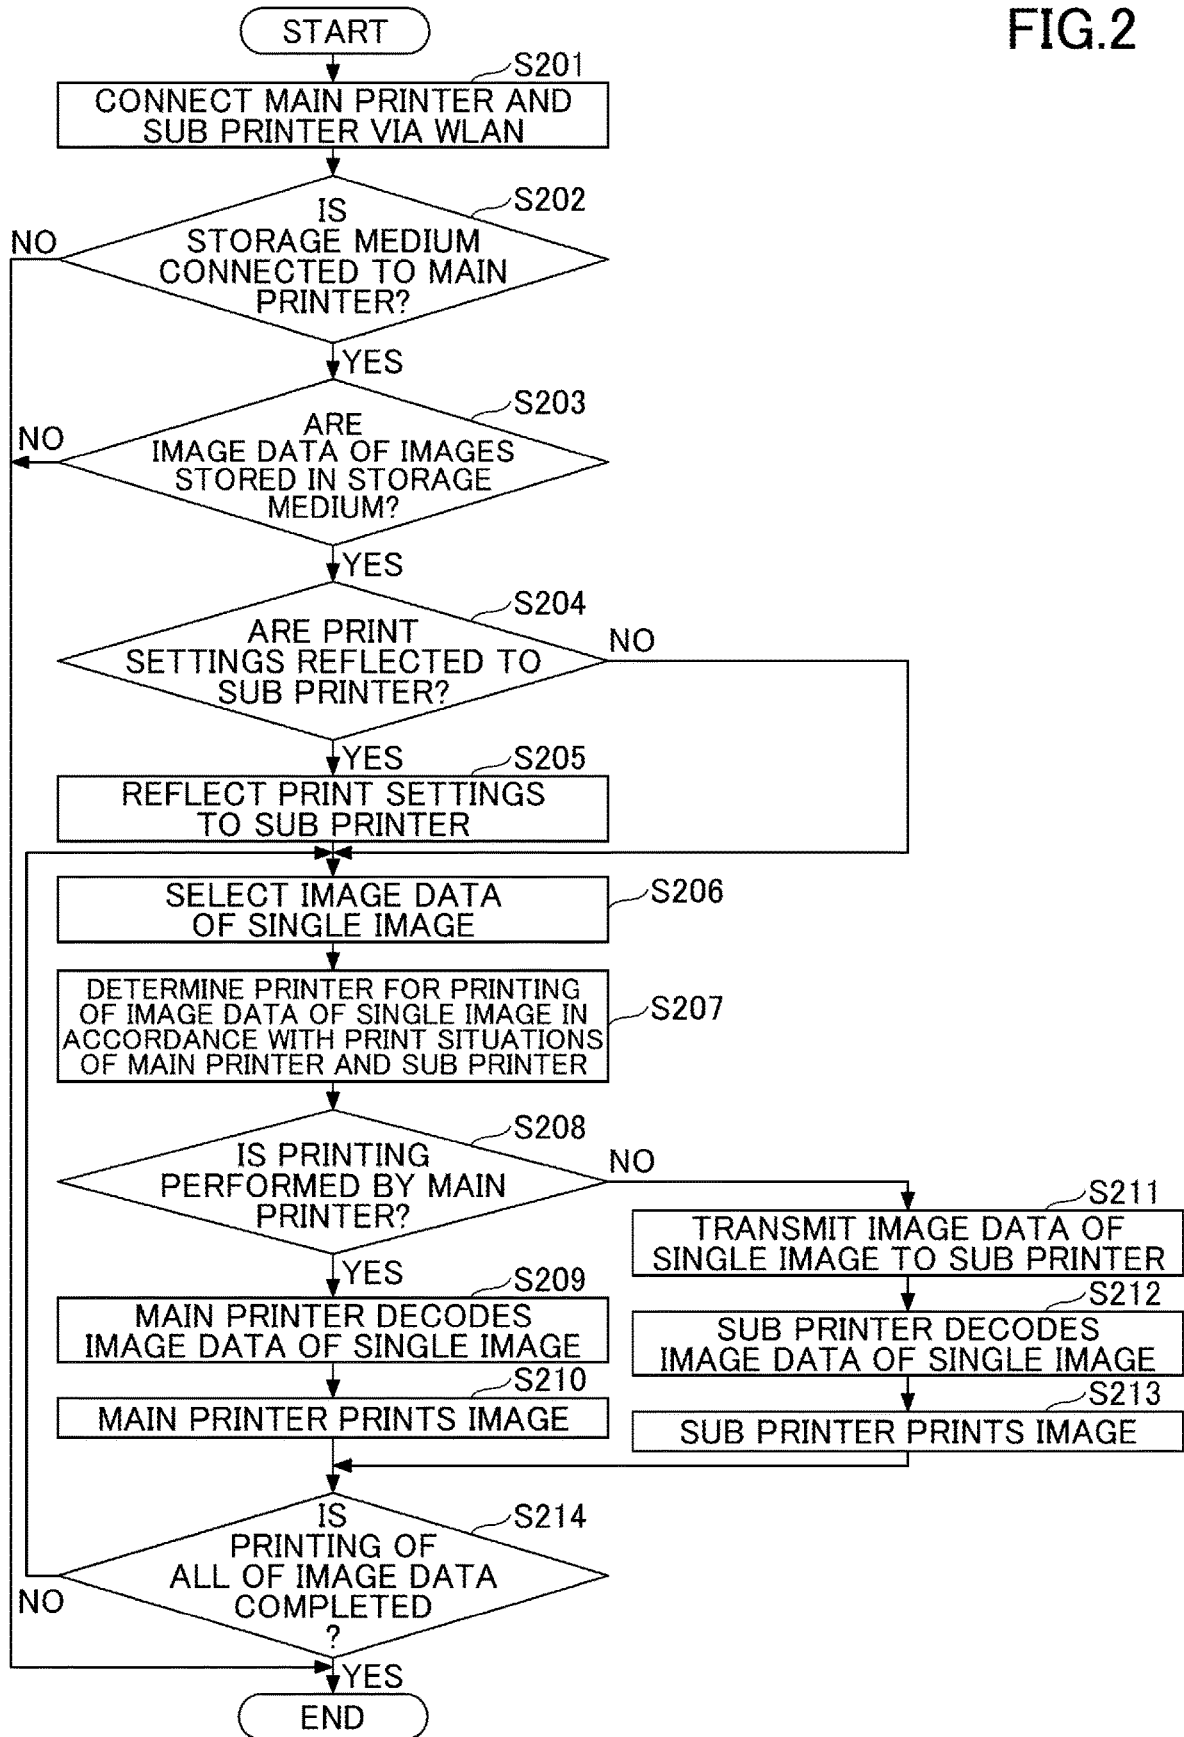 FIG.2
START
S201
CONNECT MAIN PRINTER AND
SUB PRINTER VIA WLAN
S202
IS
STORAGE MEDIUM
CONNECTED TO MAIN
PRINTER?
NO
YES
S203
ARE
IMAGE DATA OF IMAGES
STORED IN STORAGE
MEDIUM?
NO
YES
S204
ARE PRINT
SETTINGS REFLECTED TO
SUB PRINTER?
NO
YES
S205
REFLECT PRINT SETTINGS
TO SUB PRINTER
S206
SELECT IMAGE DATA
OF SINGLE IMAGE
S207
DETERMINE PRINTER FOR PRINTING
OF IMAGE DATA OF SINGLE IMAGE IN
ACCORDANCE WITH PRINT SITUATIONS
OF MAIN PRINTER AND SUB PRINTER
S208
IS PRINTING
PERFORMED BY MAIN
PRINTER?
NO
YES
S209
MAIN PRINTER DECODES
IMAGE DATA OF SINGLE IMAGE
S210
MAIN PRINTER PRINTS IMAGE
S211
TRANSMIT IMAGE DATA OF
SINGLE IMAGE TO SUB PRINTER
S212
SUB PRINTER DECODES
IMAGE DATA OF SINGLE IMAGE
S213
SUB PRINTER PRINTS IMAGE
S214
IS
PRINTING OF
ALL OF IMAGE DATA
COMPLETED
?
NO
YES
END